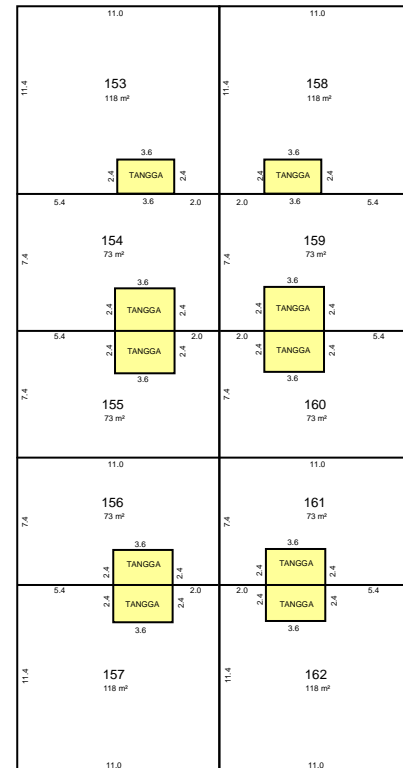 11.0 11.0
11.4 11.4
153 158
118 m² 118 m²
3.6 3.6
2.4 TANGGA 2.4 2.4 TANGGA 2.4
5.4 3.6 2.0 2.0 3.6 5.4
154 159
73 m² 73 m²
7.4 7.4
3.6 3.6
2.4 TANGGA 2.4 2.4 TANGGA 2.4
5.4 2.0 2.0 5.4
2.4 TANGGA 2.4 2.4 TANGGA 2.4
3.6 3.6
7.4 7.4
155 160
73 m² 73 m²
11.0 11.0
156 161
73 m² 73 m²
7.4 7.4
3.6 3.6
2.4 TANGGA 2.4 2.4 TANGGA 2.4
5.4 2.0 2.0 5.4
2.4 TANGGA 2.4 2.4 TANGGA 2.4
3.6 3.6
157 162
11.4 11.4
118 m² 118 m²
11.0 11.0